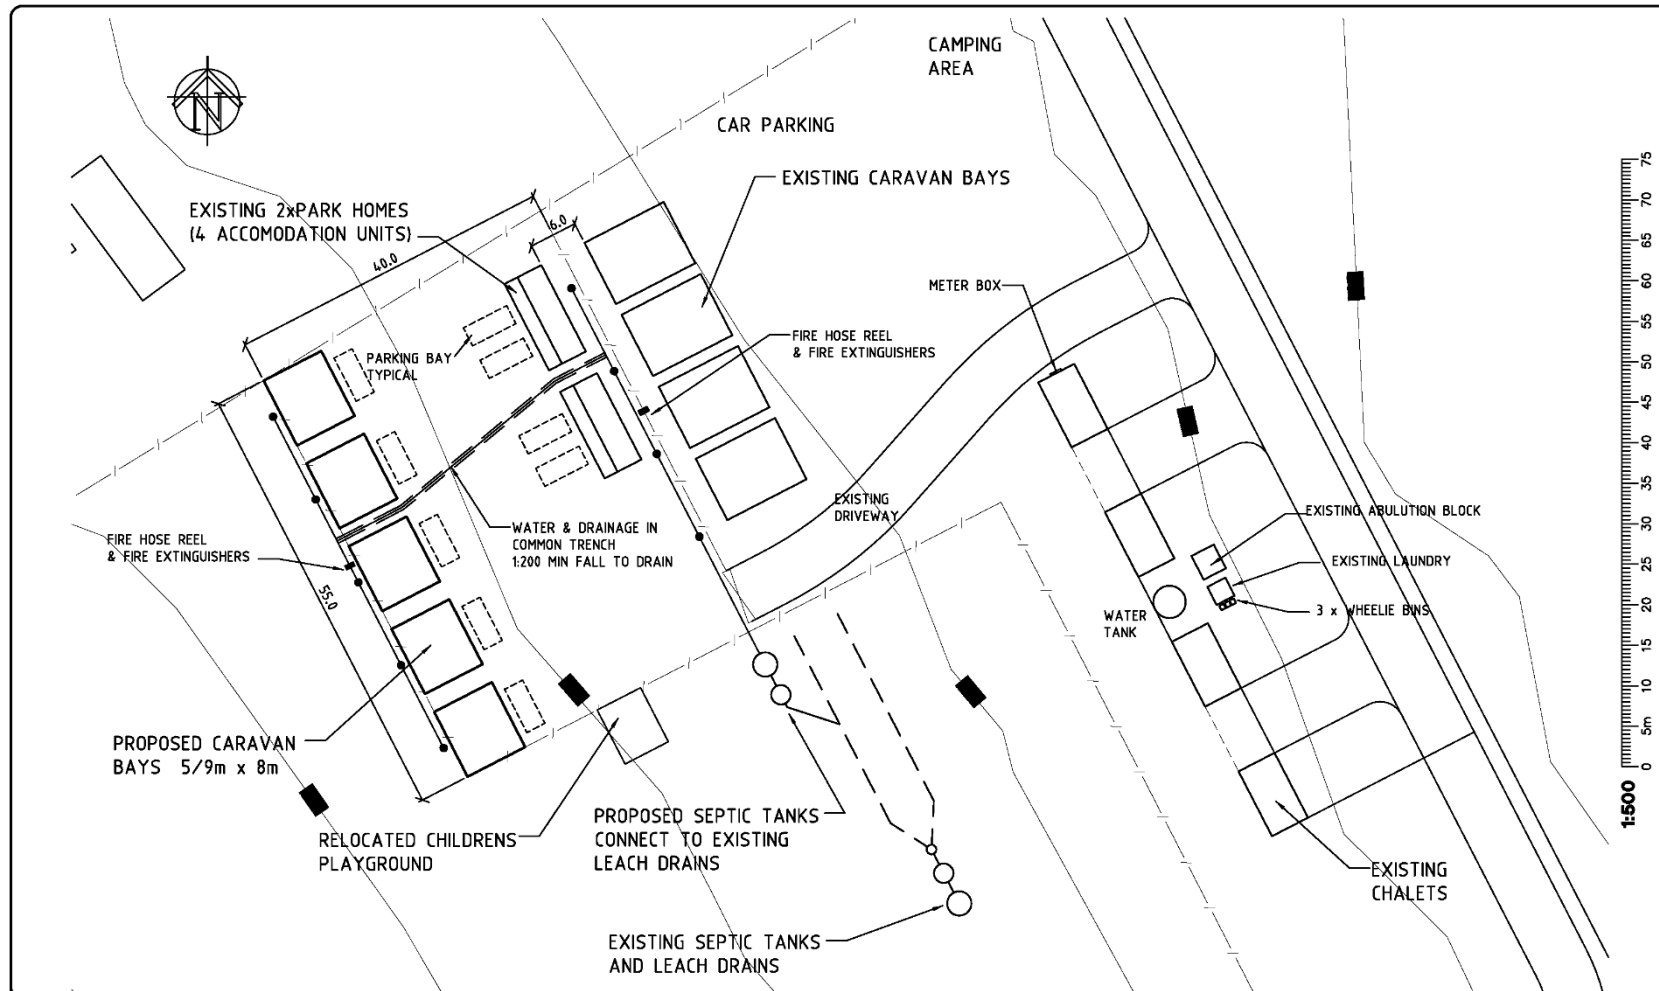 CAMPING
AREA
N
CAR PARKING
EXISTING CARAVAN BAYS
EXISTING 2xPARK HOMES
(4 ACCOMODATION UNITS)
6.0
40.0
METER BOX
FIRE HOSE REEL
& FIRE EXTINGUISHERS
PARKING BAY
TYPICAL
EXISTING
DRIVEWAY
EXISTING ABULUTION BLOCK
WATER & DRAINAGE IN
COMMON TRENCH
1:200 MIN FALL TO DRAIN
FIRE HOSE REEL
& FIRE EXTINGUISHERS
EXISTING LAUNDRY
55.0
3 x WHEELIE BINS
WATER
TANK
PROPOSED CARAVAN
BAYS 5/9m x 8m
RELOCATED CHILDRENS
PLAYGROUND
PROPOSED SEPTIC TANKS
CONNECT TO EXISTING
LEACH DRAINS
EXISTING
CHALETS
EXISTING SEPTIC TANKS
AND LEACH DRAINS
75
70
65
60
55
50
45
40
35
30
25
20
15
10
5m
0
1:500